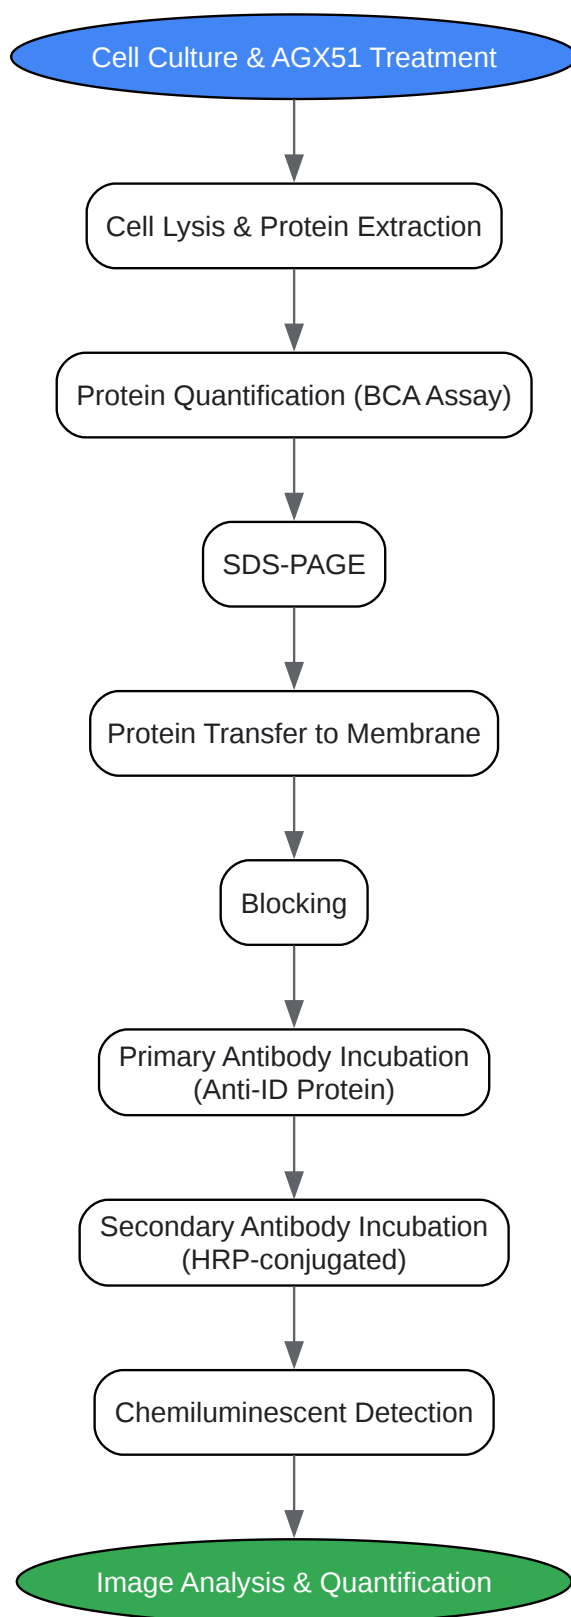 Cell Culture & AGX51 Treatment
Cell Lysis & Protein Extraction
Protein Quantification (BCA Assay)
SDS-PAGE
Protein Transfer to Membrane
Blocking
Primary Antibody Incubation
(Anti-ID Protein)
Secondary Antibody Incubation
(HRP-conjugated)
Chemiluminescent Detection
Image Analysis & Quantification